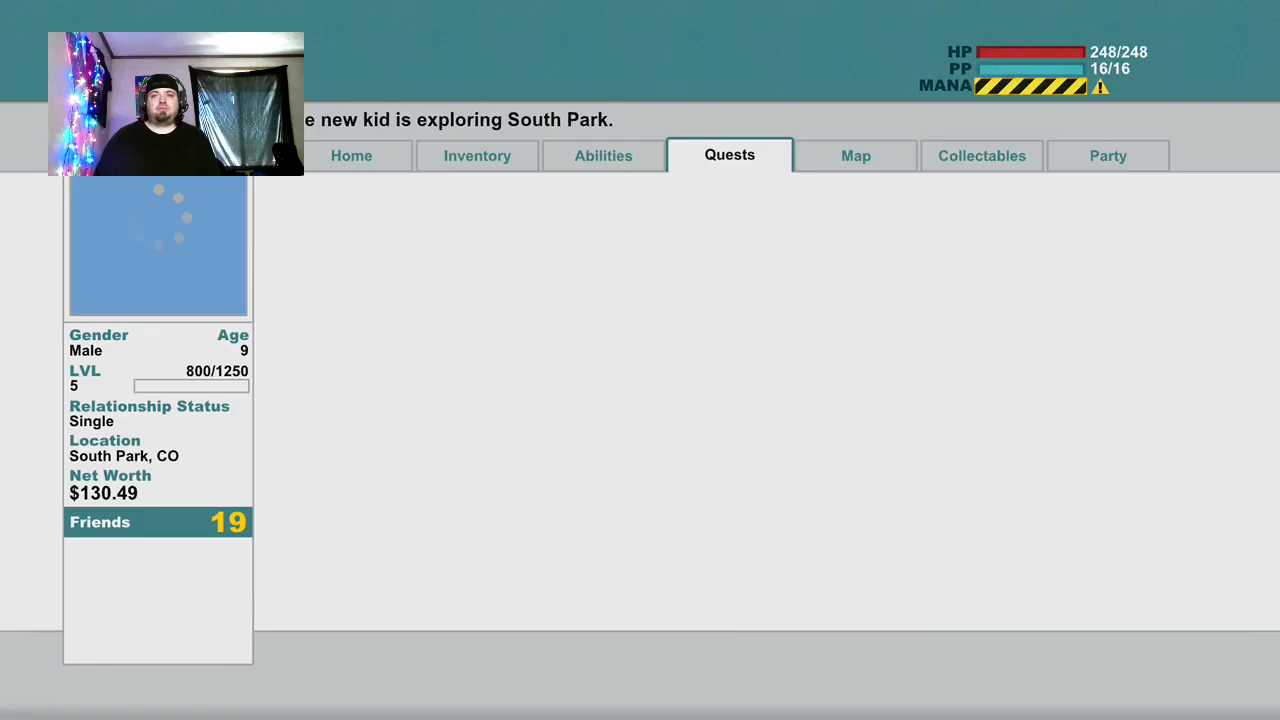 HP 248/248
PP 16/16
MANA
e new kid is exploring South Park.
Home Inventory Abilities Quests Map Collectables Party
Gender Age
Male 9
LVL 800/1250
5
Relationship Status
Single
Location
South Park, CO
Net Worth
$130.49
Friends 19